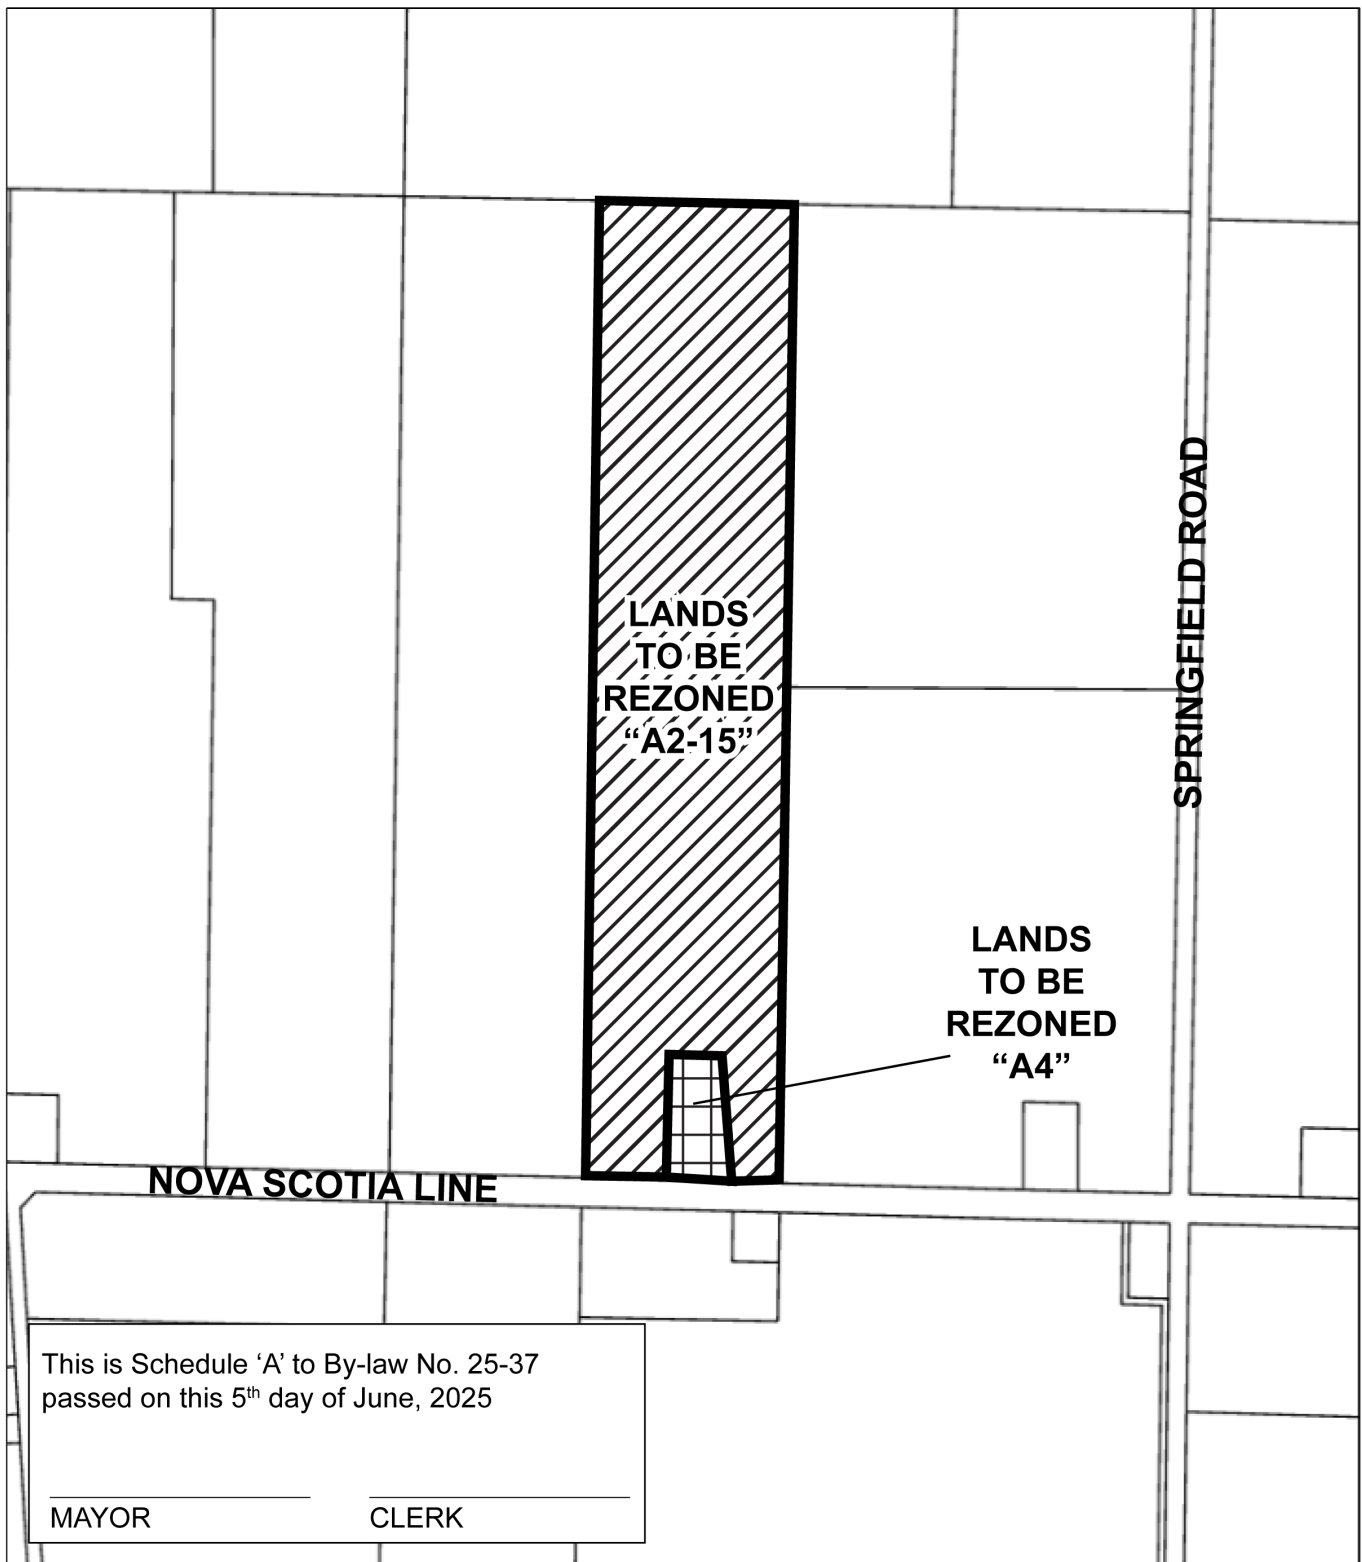 SPRINGFIELD ROAD
LANDS
TO BE
REZONED
“A2-15”
LANDS
TO BE
REZONED
“A4”
NOVA SCOTIA LINE
This is Schedule ‘A’ to By-law No. 25-37
passed on this 5th day of June, 2025
MAYOR
CLERK